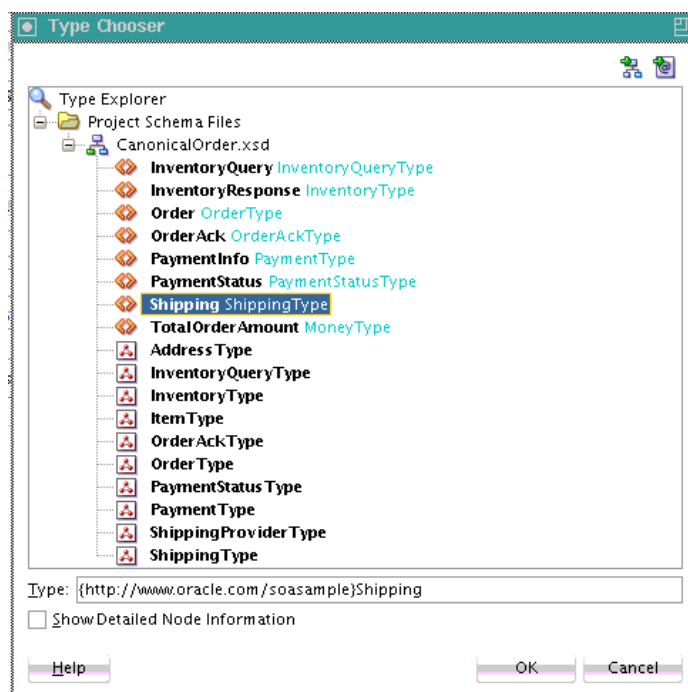 Type Chooser
Type Explorer
Project Schema Files
CanonicalOrder.xsd
InventoryQuery InventoryQueryType
InventoryResponse InventoryType
Order OrderType
OrderAck OrderAckType
PaymentInfo PaymentType
PaymentStatus PaymentStatusType
Shipping ShippingType
TotalOrderAmount MoneyType
AddressType
InventoryQueryType
InventoryType
ItemType
OrderAckType
OrderType
PaymentStatusType
PaymentType
ShippingProviderType
ShippingType
Type: {http://www.oracle.com/soasample}Shipping
Show Detailed Node Information
Help OK Cancel